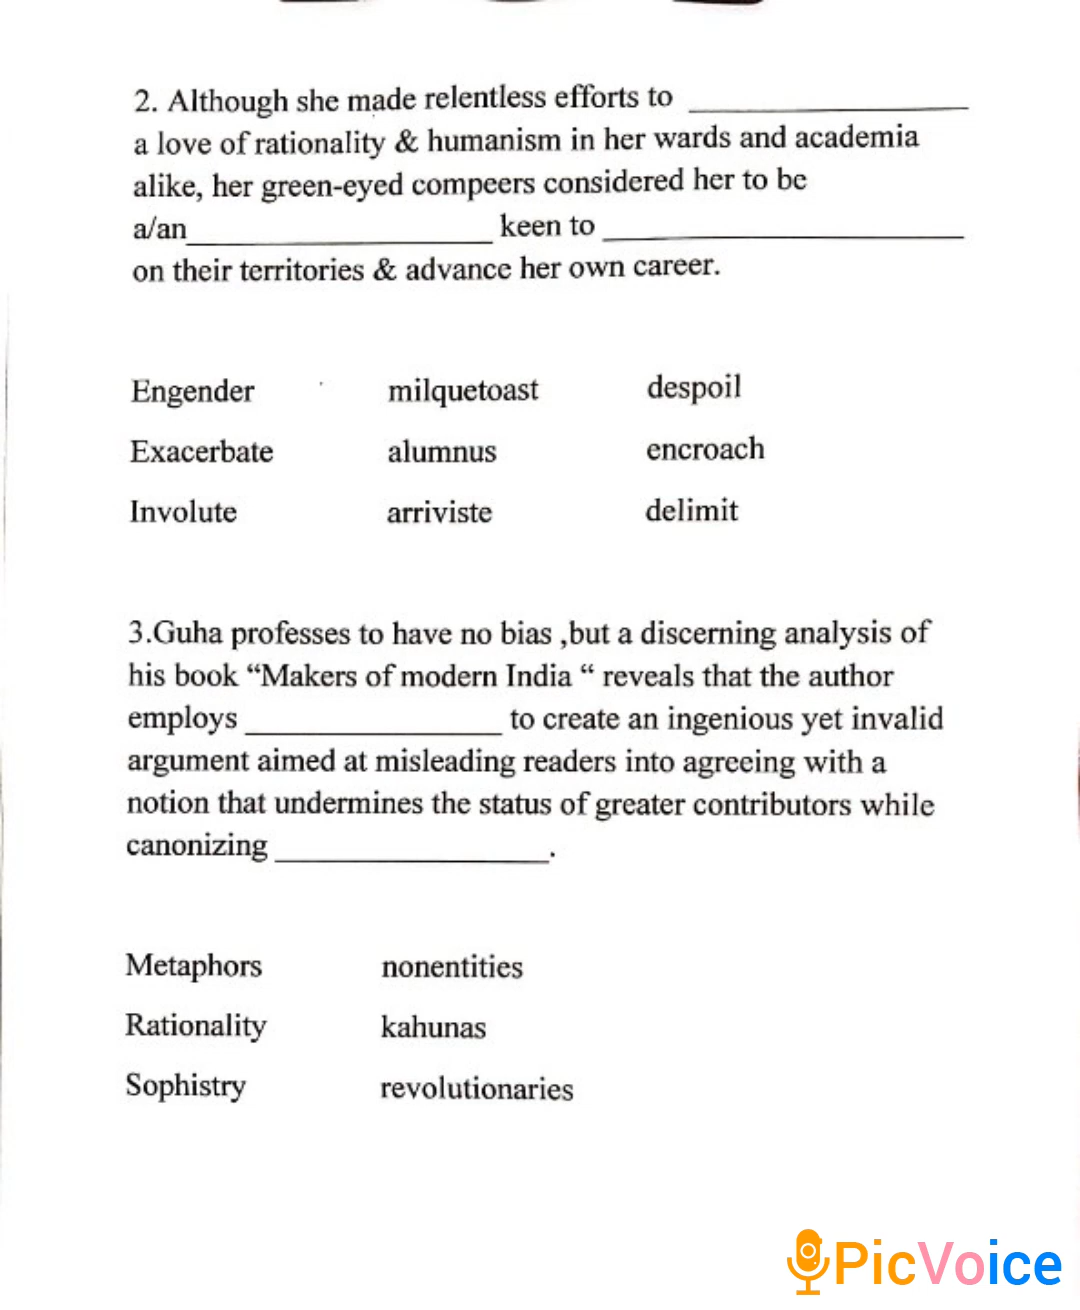 2. Although she made relentless efforts to ____________
a love of rationality & humanism in her wards and academia
alike, her green-eyed compeers considered her to be
a/an____________ keen to ____________
on their territories & advance her own career.
Engender milquetoast despoil
Exacerbate alumnus encroach
Involute arriviste delimit
3.Guha professes to have no bias ,but a discerning analysis of
his book “Makers of modern India “ reveals that the author
employs ____________ to create an ingenious yet invalid
argument aimed at misleading readers into agreeing with a
notion that undermines the status of greater contributors while
canonizing ____________.
Metaphors nonentities
Rationality kahunas
Sophistry revolutionaries
PicVoice